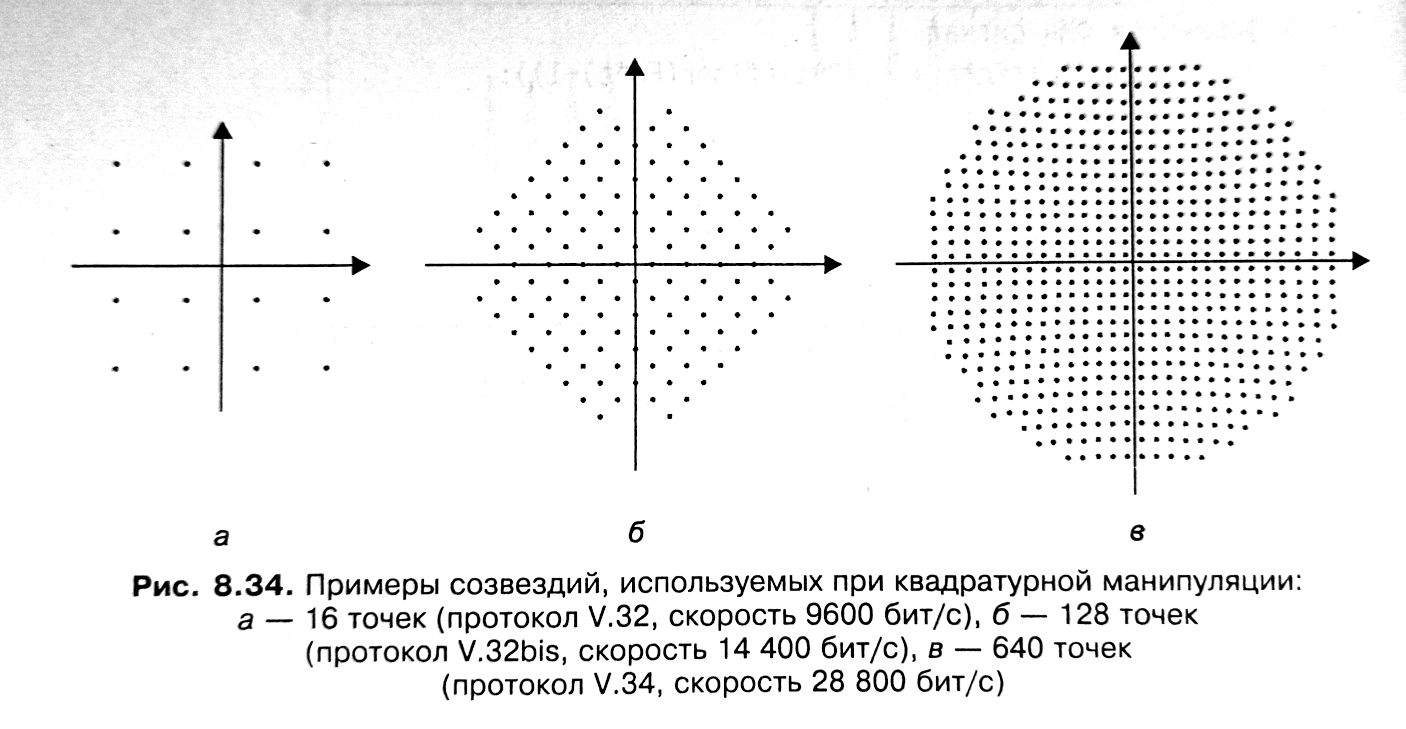 а
б
в
Рис. 8.34. Примеры созвездий, используемых при квадратурной манипуляции:
а — 16 точек (протокол V.32, скорость 9600 бит/с), б — 128 точек
(протокол V.32bis, скорость 14 400 бит/с), в — 640 точек
(протокол V.34, скорость 28 800 бит/с)